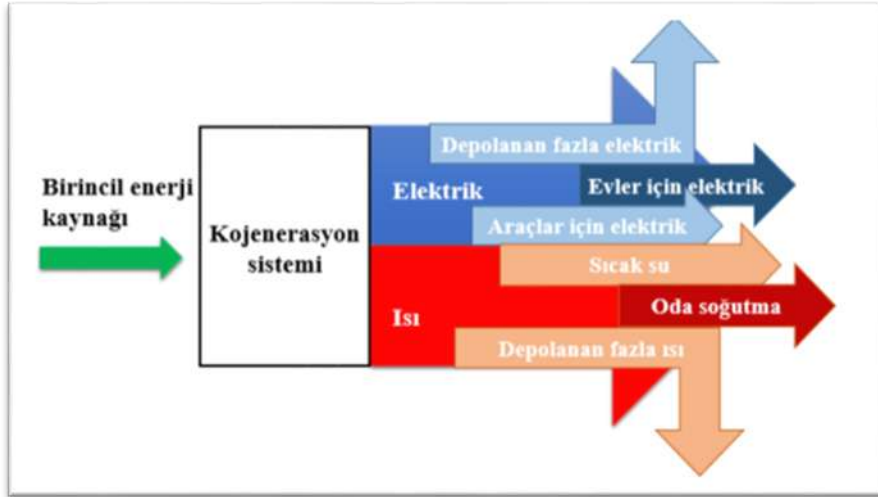 Birincil enerji
kaynağı
Kojenerasyon
sistemi
Elektrik
Depolanan fazla elektrik
Evler için elektrik
Araçlar için elektrik
Isı
Sıcak su
Oda soğutma
Depolanan fazla ısı